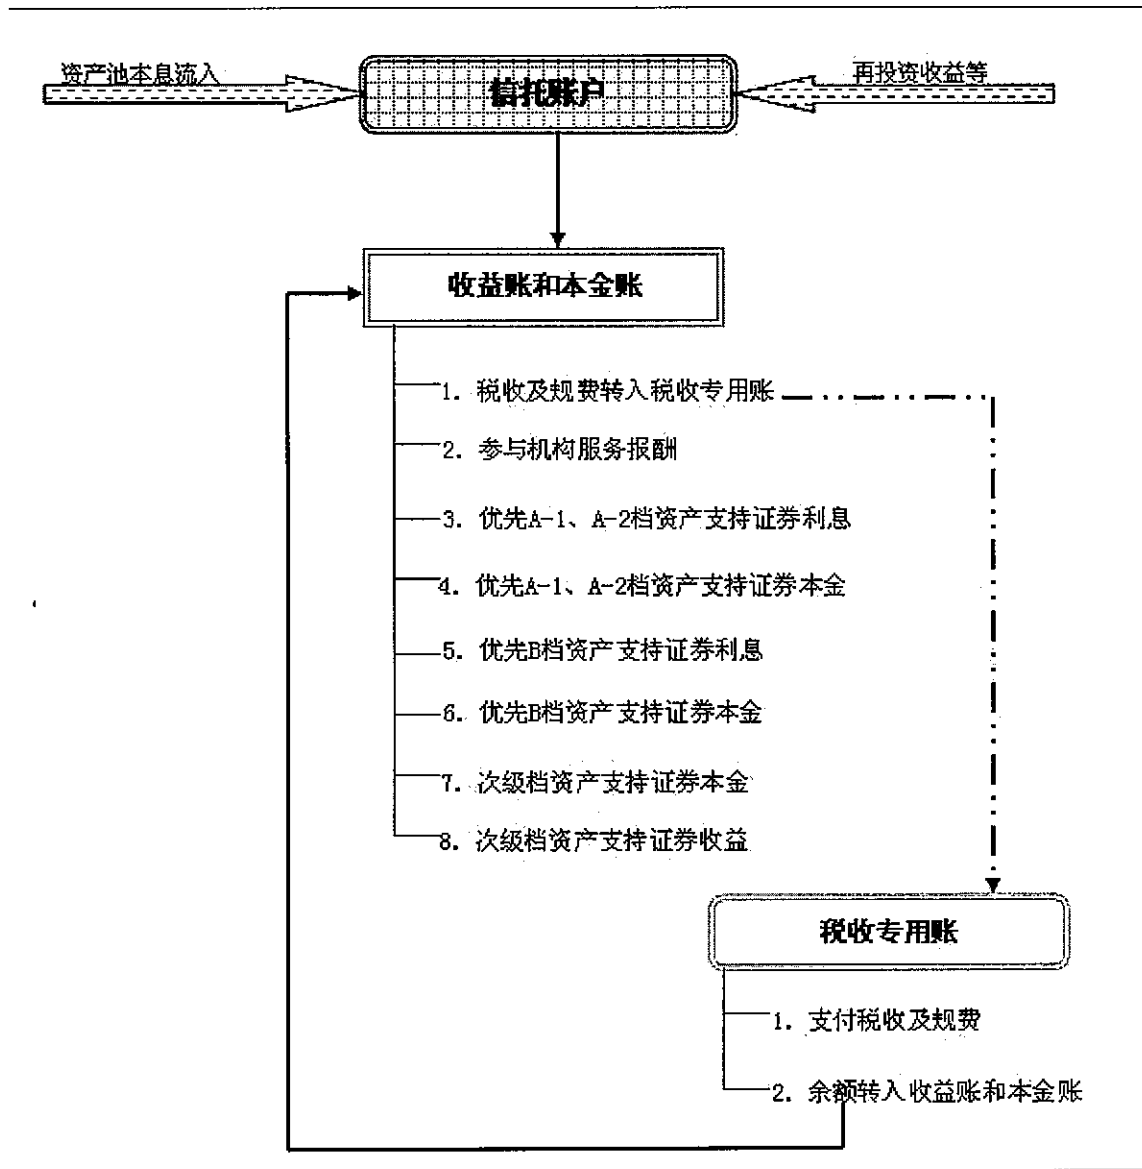 资产池本息流入
信托账户
再投资收益等
收益账和本金账
1. 税收及规费转入税收专用账
2. 参与机构服务报酬
3. 优先A-1、A-2档资产支持证券利息
4. 优先A-1、A-2档资产支持证券本金
5. 优先B档资产支持证券利息
6. 优先B档资产支持证券本金
7. 次级档资产支持证券本金
8. 次级档资产支持证券收益
税收专用账
1. 支付税收及规费
2. 余额转入收益账和本金账